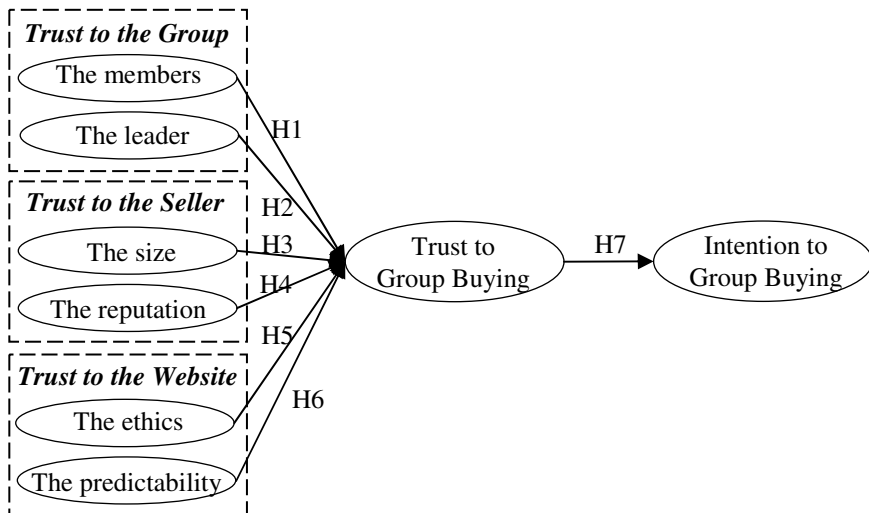 Trust to the Group
The members
The leader
H1
Trust to the Seller
H2
The size
H3
The reputation
H4
Trust to the Website
H5
The ethics
H6
The predictability
Trust to
Group Buying
H7
Intention to
Group Buying